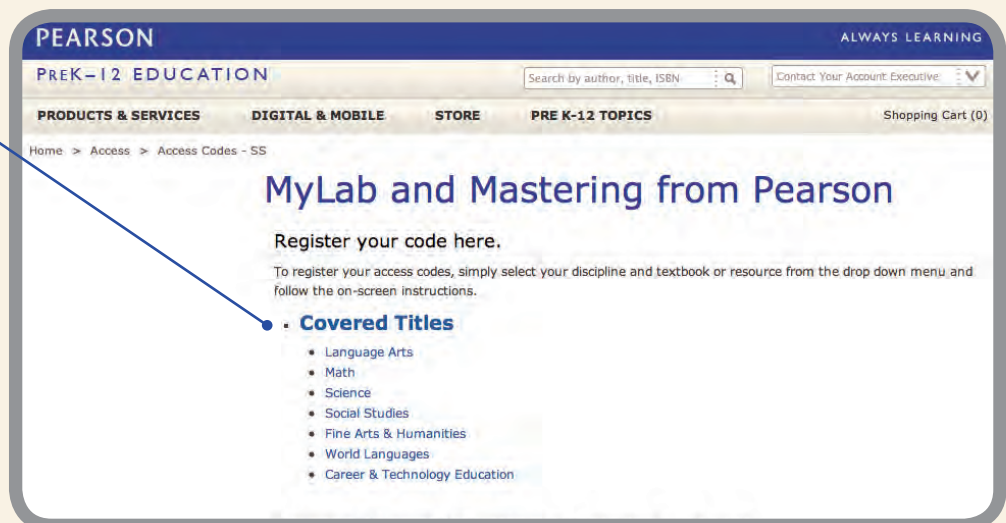 PEARSON
ALWAYS LEARNING
PREK–12 EDUCATION
Search by author, title, ISBN
Contact Your Account Executive
PRODUCTS & SERVICES DIGITAL & MOBILE STORE PRE K-12 TOPICS Shopping Cart (0)
Home > Access > Access Codes - SS
MyLab and Mastering from Pearson
Register your code here.
To register your access codes, simply select your discipline and textbook or resource from the drop down menu and
follow the on-screen instructions.
Covered Titles
Language Arts
Math
Science
Social Studies
Fine Arts & Humanities
World Languages
Career & Technology Education